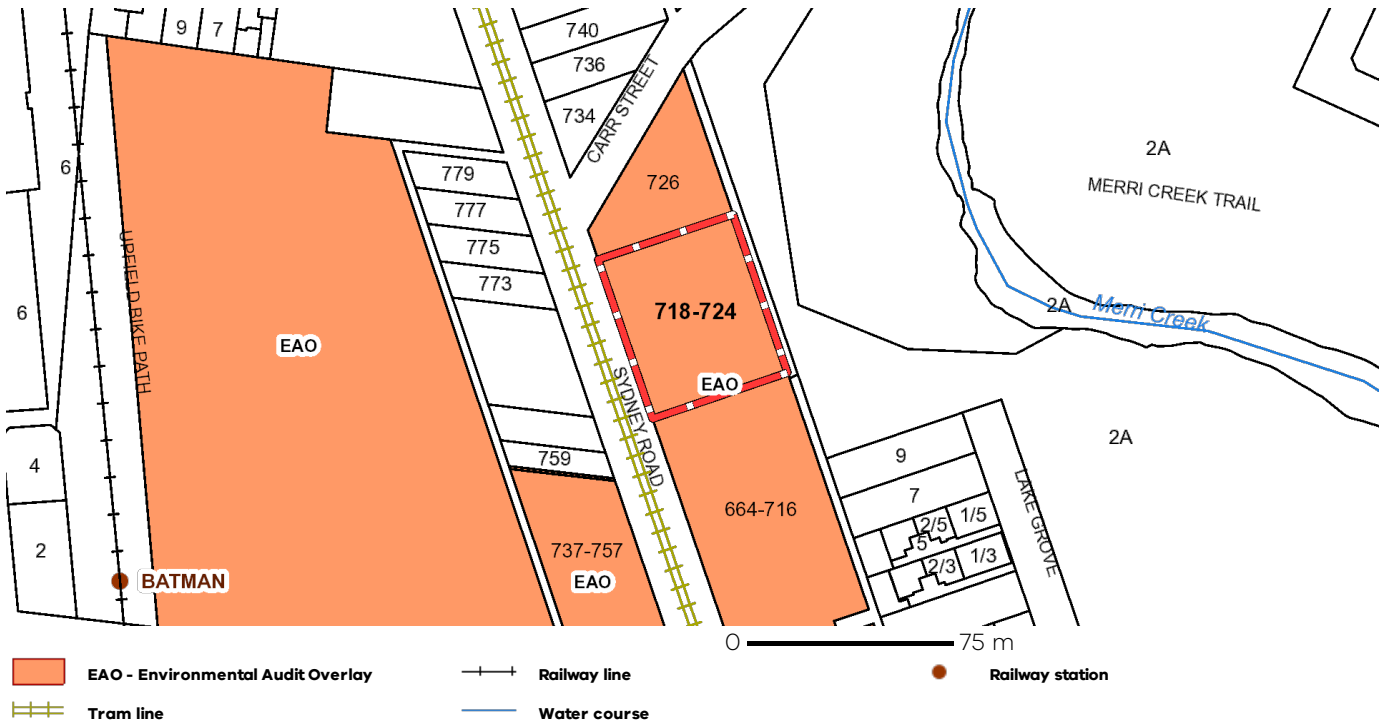 9
7
740
736
734
CARR STREET
6
779
777
775
773
726
2A
MERRI CREEK TRAIL
UPFIELD BIKE PATH
6
EAO
718-724
2A
Merri Creek
EAO
SYDNEY ROAD
759
4
2
737-757
EAO
664-716
9
7
2/5
1/5
5
2/3
1/3
LAKE GROVE
2A
BATMAN
0
75 m
EAO - Environmental Audit Overlay
Railway line
Railway station
Tram line
Water course